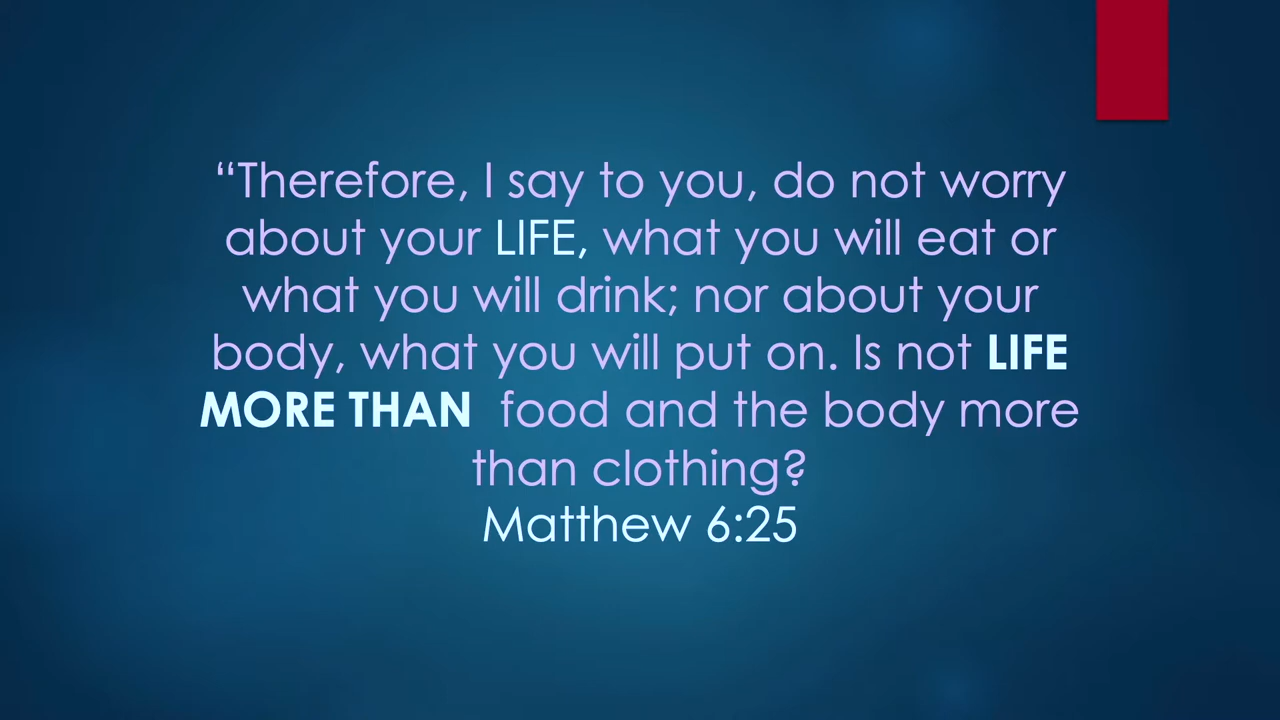 “Therefore, I say to you, do not worry
about your LIFE, what you will eat or
what you will drink; nor about your
body, what you will put on. Is not LIFE
MORE THAN  food and the body more
than clothing?
Matthew 6:25